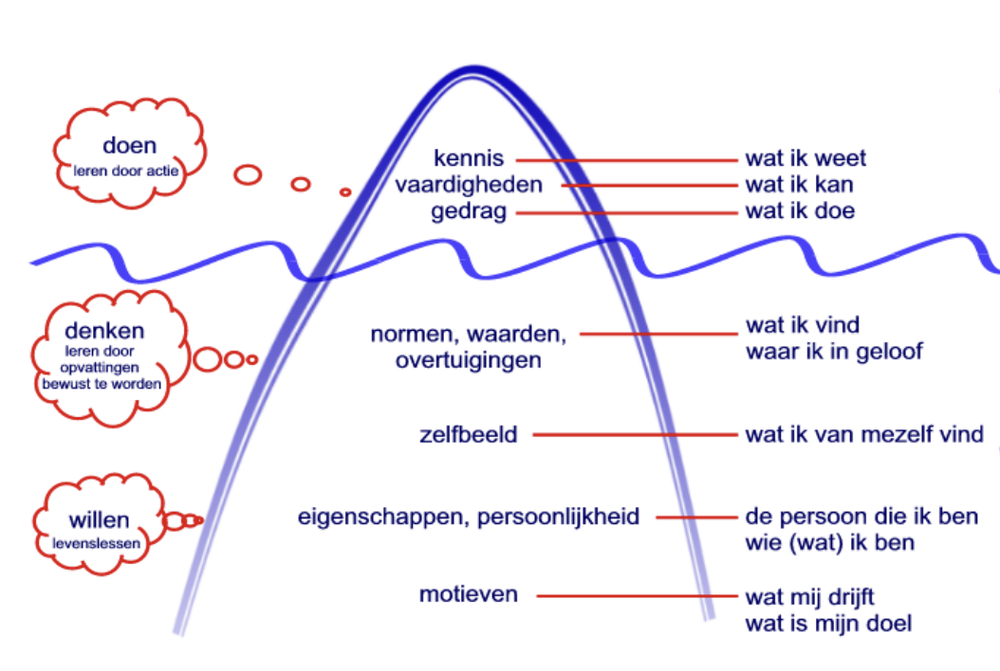 doen
leren door actie
kennis
wat ik weet
vaardigheden
wat ik kan
gedrag
wat ik doe
denken
leren door
opvattingen
bewust te worden
normen, waarden,
overtuigingen
wat ik vind
waar ik in geloof
zelfbeeld
wat ik van mezelf vind
willen
levenslessen
eigenschappen, persoonlijkheid
de persoon die ik ben
wie (wat) ik ben
motieven
wat mij drijft
wat is mijn doel